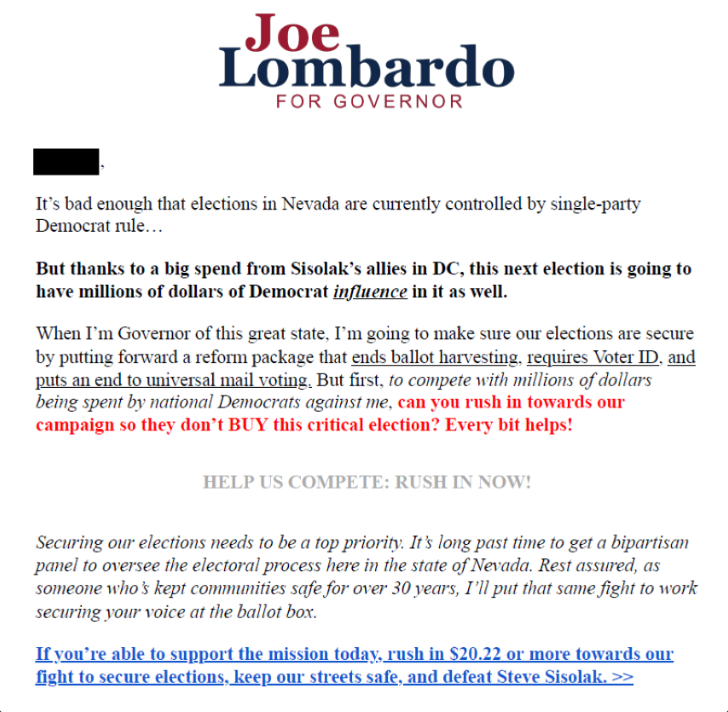 Joe
Lombardo
FOR GOVERNOR
,
It’s bad enough that elections in Nevada are currently controlled by single-party
Democrat rule…
But thanks to a big spend from Sisolak’s allies in DC, this next election is going to
have millions of dollars of Democrat influence in it as well.
When I’m Governor of this great state, I’m going to make sure our elections are secure
by putting forward a reform package that ends ballot harvesting, requires Voter ID, and
puts an end to universal mail voting. But first, to compete with millions of dollars
being spent by national Democrats against me, can you rush in towards our
campaign so they don’t BUY this critical election? Every bit helps!
HELP US COMPETE: RUSH IN NOW!
Securing our elections needs to be a top priority. It’s long past time to get a bipartisan
panel to oversee the electoral process here in the state of Nevada. Rest assured, as
someone who’s kept communities safe for over 30 years, I’ll put that same fight to work
securing your voice at the ballot box.
If you’re able to support the mission today, rush in $20.22 or more towards our
fight to secure elections, keep our streets safe, and defeat Steve Sisolak. >>